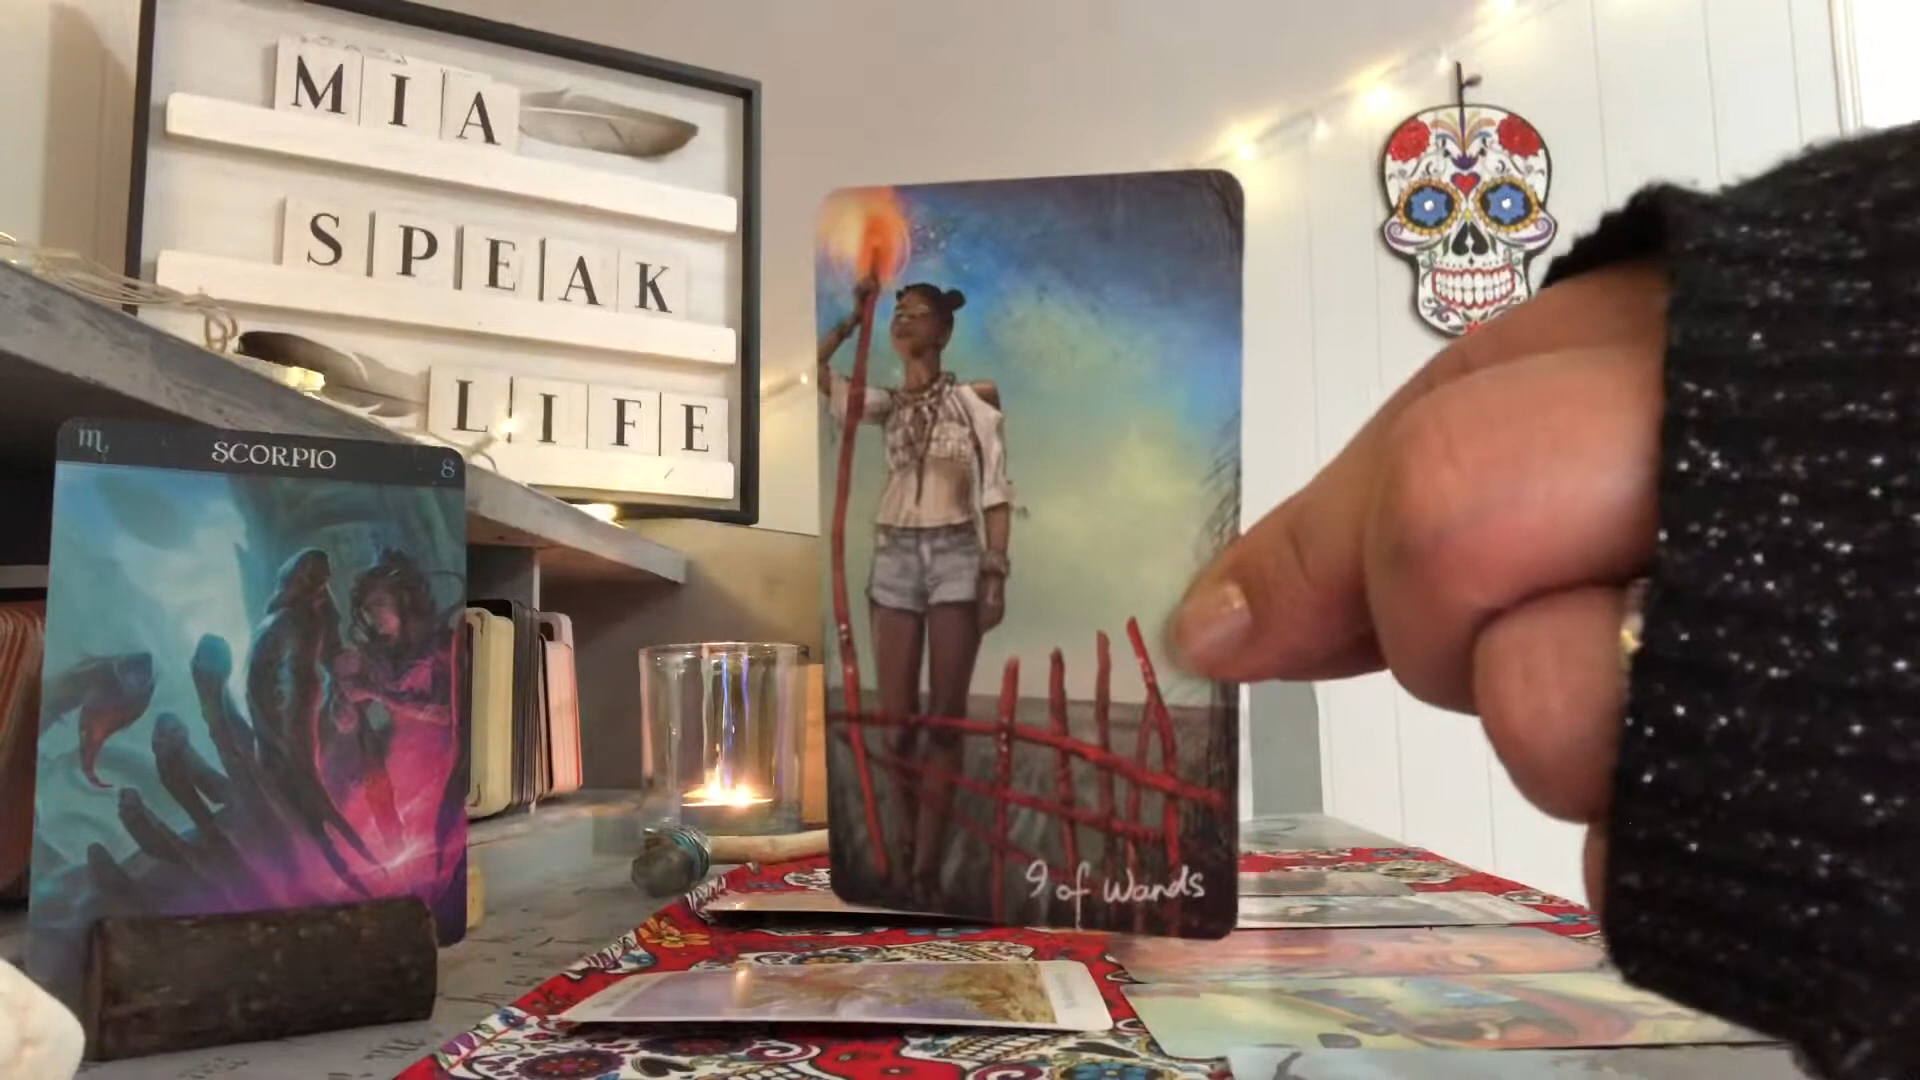 MIA
SPEAK
LIFE
♏ SCORPIO 8
9 of Wands